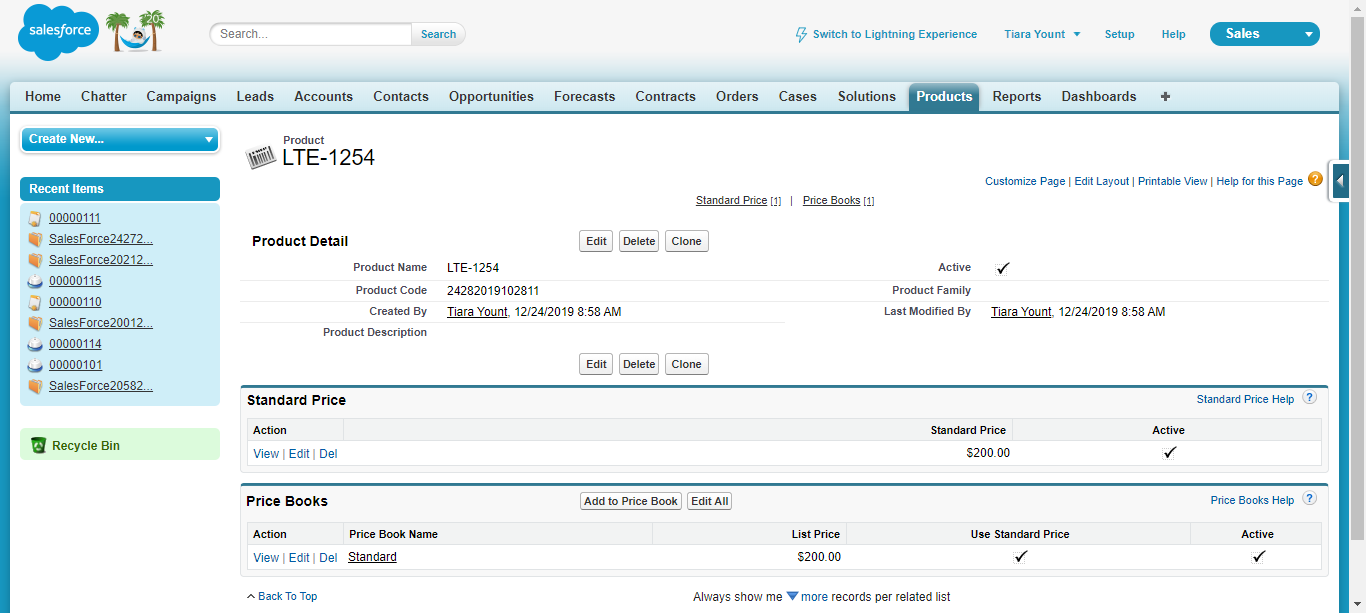 salesforce
20
Search...
Search
Switch to Lightning Experience
Tiara Yount
Setup
Help
Sales
Home Chatter Campaigns Leads Accounts Contacts Opportunities Forecasts Contracts Orders Cases Solutions Products Reports Dashboards +
Create New...
Recent Items
00000111
SalesForce24272...
SalesForce20212...
00000115
00000110
SalesForce20012...
00000114
00000101
SalesForce20582...
Recycle Bin
Product
LTE-1254
Customize Page | Edit Layout | Printable View | Help for this Page ?
Standard Price [1] | Price Books [1]
Product Detail
Edit Delete Clone
Product Name LTE-1254 Active
Product Code 24282019102811 Product Family
Created By Tiara Yount, 12/24/2019 8:58 AM Last Modified By Tiara Yount, 12/24/2019 8:58 AM
Product Description
Edit Delete Clone
Standard Price
Standard Price Help ?
Action Standard Price Active
View | Edit | Del $200.00
Price Books
Add to Price Book Edit All
Price Books Help ?
Action Price Book Name List Price Use Standard Price Active
View | Edit | Del Standard $200.00
Back To Top
Always show me more records per related list